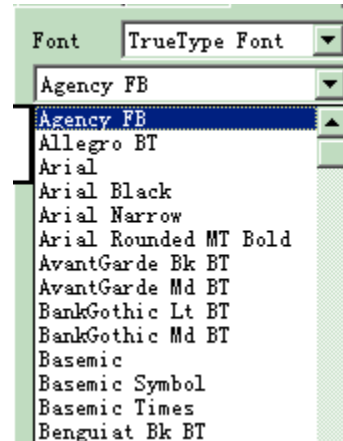 Font TrueType Font
Agency FB
Agency FB
Allegro BT
Arial
Arial Black
Arial Narrow
Arial Rounded MT Bold
AvantGarde Bk BT
AvantGarde Md BT
BankGothic Lt BT
BankGothic Md BT
Basemic
Basemic Symbol
Basemic Times
Benguiat Bk BT